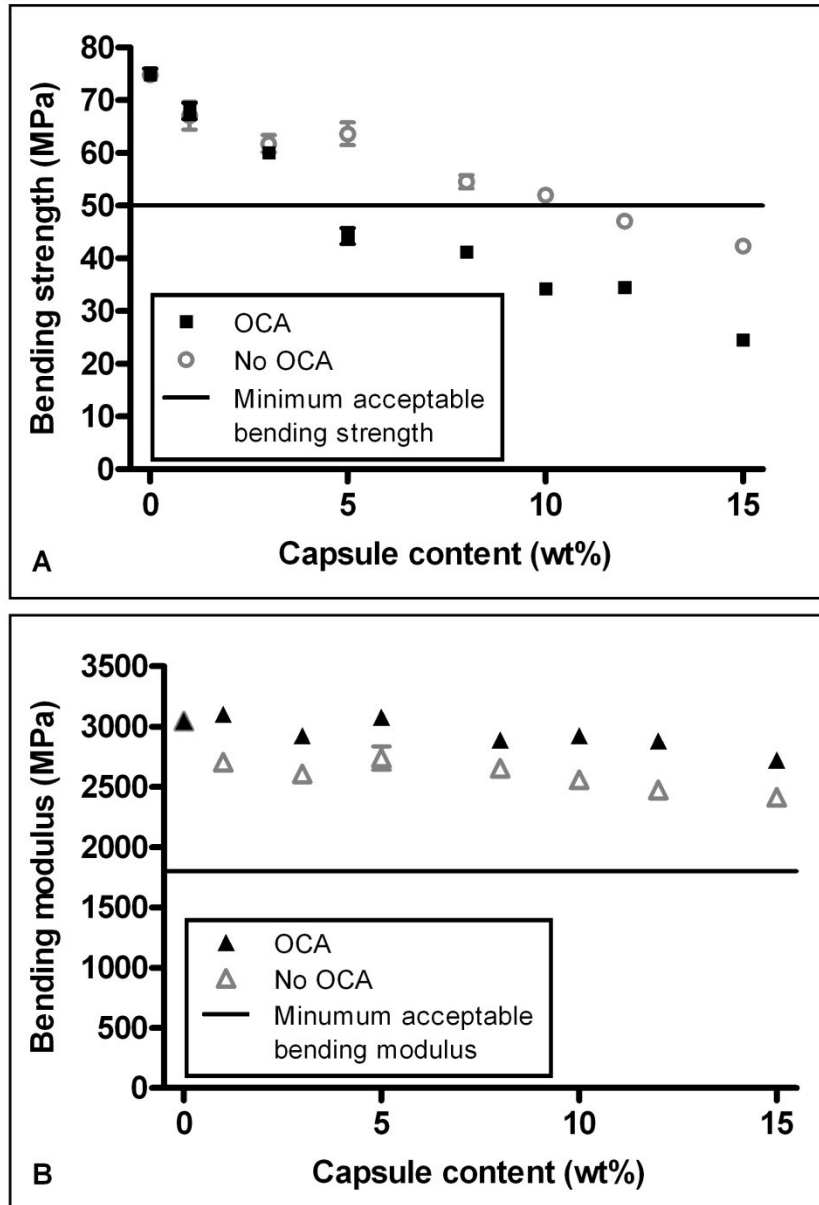 80
70
60
50
40
30
20
10
0
Bending strength (MPa)
OCA
No OCA
Minimum acceptable
bending strength
0 5 10 15
Capsule content (wt%)
A
3500
3000
2500
2000
1500
1000
500
0
Bending modulus (MPa)
OCA
No OCA
Minumum acceptable
bending modulus
0 5 10 15
Capsule content (wt%)
B